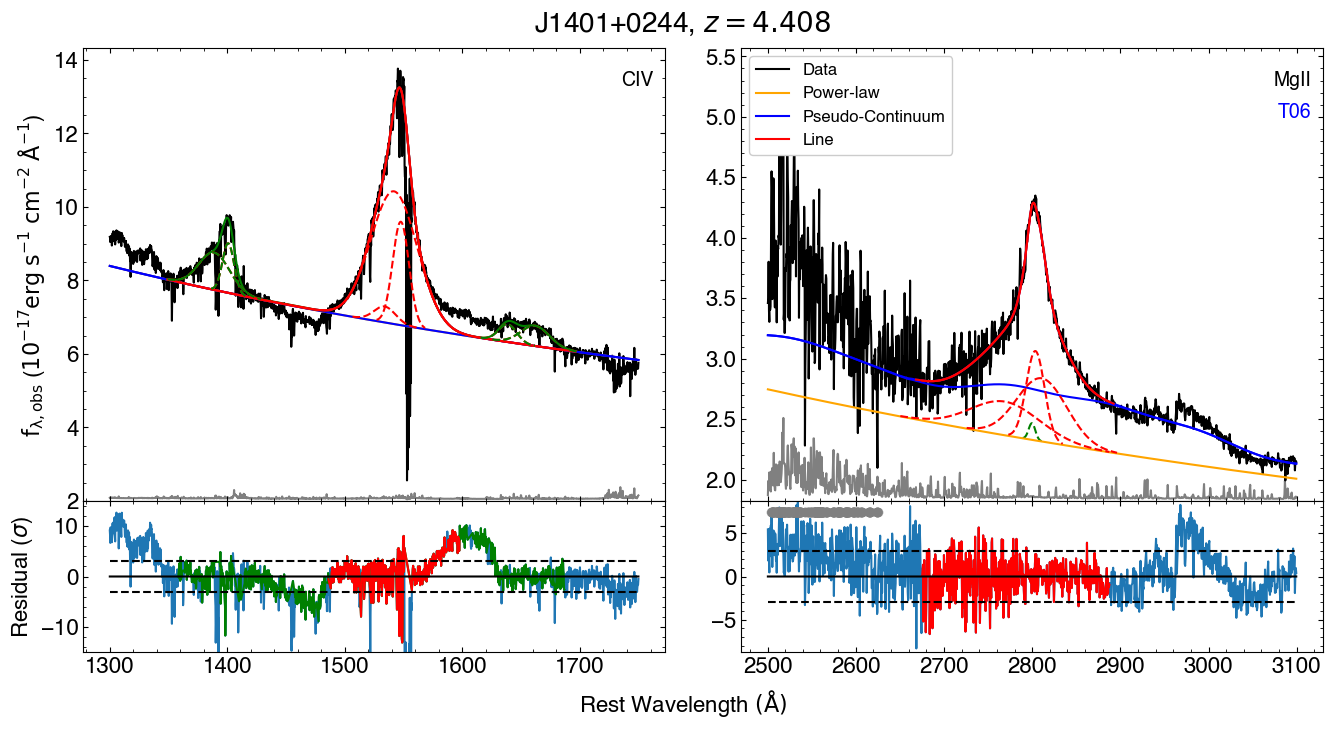 J1401+0244, z = 4.408
14
12
10
8
6
4
2
CIV
f_λ,obs (10^−17 erg s^−1 cm^−2 Å^−1)
5.5
5.0
4.5
4.0
3.5
3.0
2.5
2.0
Data
Power-law
Pseudo-Continuum
Line
MgII
T06
10
0
−10
Residual (σ)
5
0
−5
1300 1400 1500 1600 1700
2500 2600 2700 2800 2900 3000 3100
Rest Wavelength (Å)